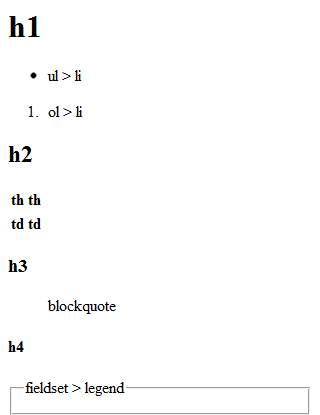 h1
• ul > li
1. ol > li
h2
th th
td td
h3
blockquote
h4
fieldset > legend